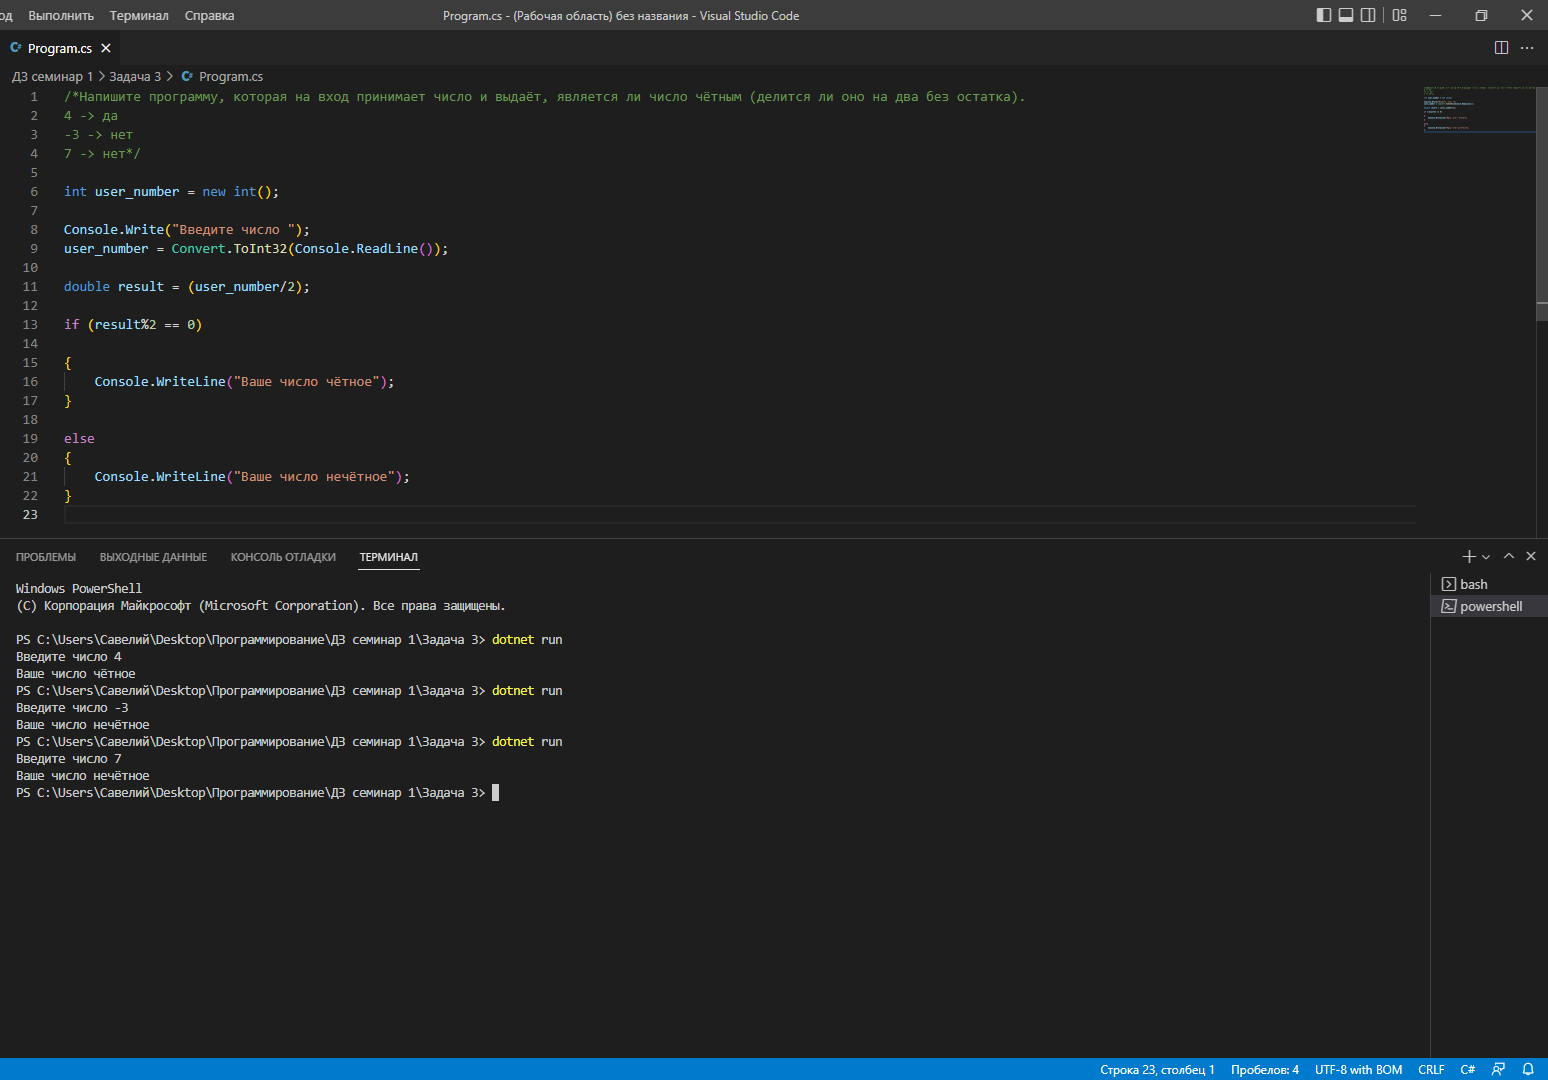 од Выполнить Терминал Справка Program.cs - (Рабочая область) без названия - Visual Studio Code
C# Program.cs
ДЗ семинар 1 > Задача 3 > C# Program.cs
1 /*Напишите программу, которая на вход принимает число и выдаёт, является ли число чётным (делится ли оно на два без остатка).
2 4 -> да
3 -3 -> нет
4 7 -> нет*/
5
6 int user_number = new int();
7
8 Console.Write("Введите число ");
9 user_number = Convert.ToInt32(Console.ReadLine());
10
11 double result = (user_number/2);
12
13 if (result%2 == 0)
14
15 {
16 Console.WriteLine("Ваше число чётное");
17 }
18
19 else
20 {
21 Console.WriteLine("Ваше число нечётное");
22 }
23
ПРОБЛЕМЫ ВЫХОДНЫЕ ДАННЫЕ КОНСОЛЬ ОТЛАДКИ ТЕРМИНАЛ
Windows PowerShell
(C) Корпорация Майкрософт (Microsoft Corporation). Все права защищены.
PS C:\Users\Савелий\Desktop\Программирование\ДЗ семинар 1\Задача 3> dotnet run
Введите число 4
Ваше число чётное
PS C:\Users\Савелий\Desktop\Программирование\ДЗ семинар 1\Задача 3> dotnet run
Введите число -3
Ваше число нечётное
PS C:\Users\Савелий\Desktop\Программирование\ДЗ семинар 1\Задача 3> dotnet run
Введите число 7
Ваше число нечётное
PS C:\Users\Савелий\Desktop\Программирование\ДЗ семинар 1\Задача 3>
bash
powershell
Строка 23, столбец 1 Пробелов: 4 UTF-8 with BOM CRLF C#